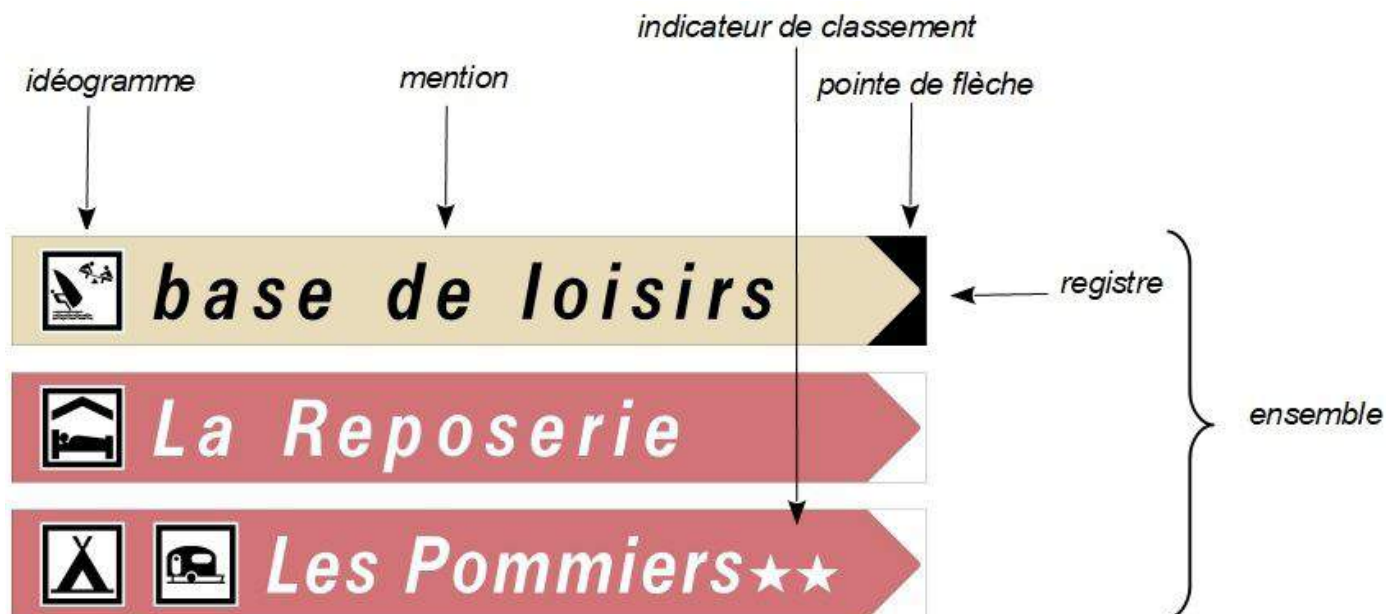 indicateur de classement
idéogramme
mention
pointe de flèche
base de loisirs
registre
La Reposerie
ensemble
Les Pommiers★★